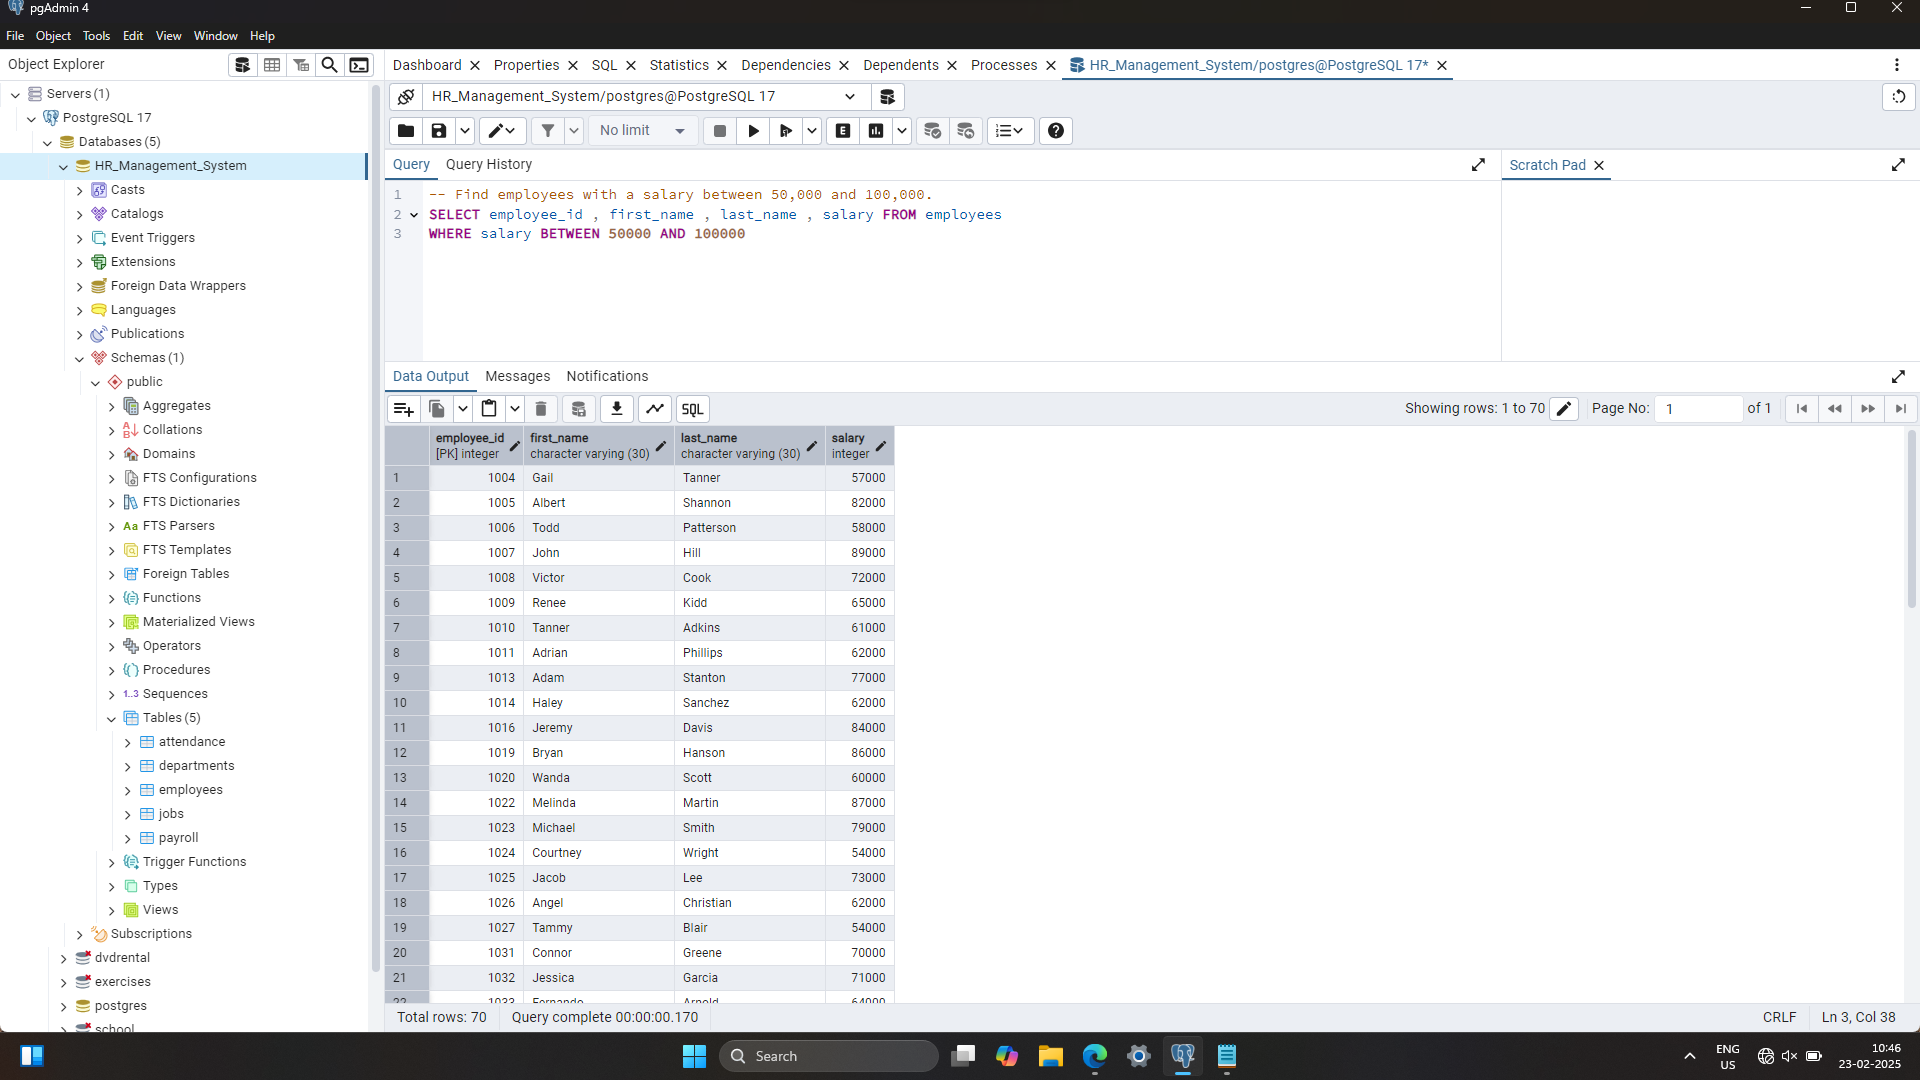 pgAdmin 4
File Object Tools Edit View Window Help
Object Explorer
Servers (1)
PostgreSQL 17
Databases (5)
HR_Management_System
Casts
Catalogs
Event Triggers
Extensions
Foreign Data Wrappers
Languages
Publications
Schemas (1)
public
Aggregates
Collations
Domains
FTS Configurations
FTS Dictionaries
Aa FTS Parsers
FTS Templates
Foreign Tables
Functions
Materialized Views
Operators
Procedures
1..3 Sequences
Tables (5)
attendance
departments
employees
jobs
payroll
Trigger Functions
Types
Views
Subscriptions
dvdrental
exercises
postgres
school
Dashboard Properties SQL Statistics Dependencies Dependents Processes HR_Management_System/postgres@PostgreSQL 17*
HR_Management_System/postgres@PostgreSQL 17
No limit E
Query Query History
Scratch Pad
1 -- Find employees with a salary between 50,000 and 100,000.
2 SELECT employee_id , first_name , last_name , salary FROM employees
3 WHERE salary BETWEEN 50000 AND 100000
Data Output Messages Notifications
SQL Showing rows: 1 to 70 Page No: 1 of 1
employee_id first_name last_name salary
[PK] integer character varying (30) character varying (30) integer
1 1004 Gail Tanner 57000
2 1005 Albert Shannon 82000
3 1006 Todd Patterson 58000
4 1007 John Hill 89000
5 1008 Victor Cook 72000
6 1009 Renee Kidd 65000
7 1010 Tanner Adkins 61000
8 1011 Adrian Phillips 62000
9 1013 Adam Stanton 77000
10 1014 Haley Sanchez 62000
11 1016 Jeremy Davis 84000
12 1019 Bryan Hanson 86000
13 1020 Wanda Scott 60000
14 1022 Melinda Martin 87000
15 1023 Michael Smith 79000
16 1024 Courtney Wright 54000
17 1025 Jacob Lee 73000
18 1026 Angel Christian 62000
19 1027 Tammy Blair 54000
20 1031 Connor Greene 70000
21 1032 Jessica Garcia 71000
22 1033 Fernando Arnold 64000
Total rows: 70 Query complete 00:00:00.170 CRLF Ln 3, Col 38
Search
ENG
US
10:46
23-02-2025